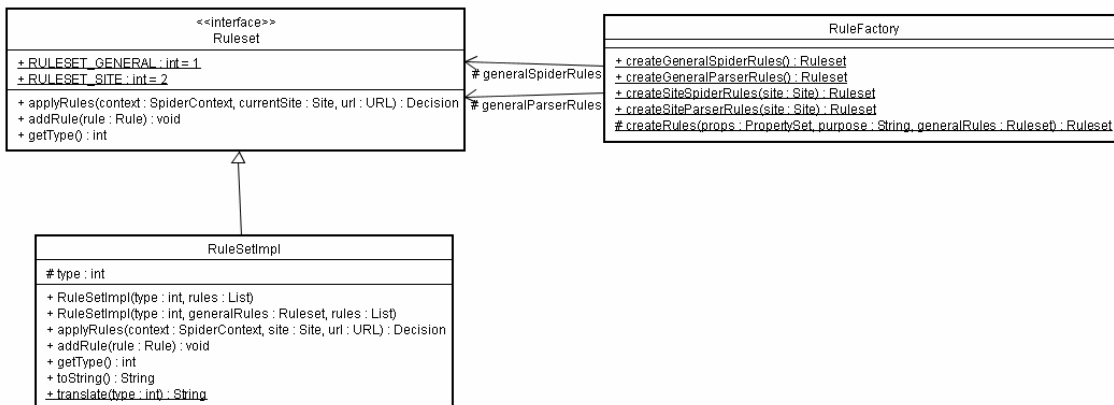 <<interface>>
Ruleset
+ RULESET_GENERAL : int = 1
+ RULESET_SITE : int = 2
+ applyRules(context : SpiderContext, currentSite : Site, url : URL) : Decision
+ addRule(rule : Rule) : void
+ getType() : int
# generalSpiderRules
# generalParserRules
RuleFactory
+ createGeneralSpiderRules() : Ruleset
+ createGeneralParserRules() : Ruleset
+ createSiteSpiderRules(site : Site) : Ruleset
+ createSiteParserRules(site : Site) : Ruleset
# createRules(props : PropertySet, purpose : String, generalRules : Ruleset) : Ruleset
RuleSetImpl
# type : int
+ RuleSetImpl(type : int, rules : List)
+ RuleSetImpl(type : int, generalRules : Ruleset, rules : List)
+ applyRules(context : SpiderContext, site : Site, url : URL) : Decision
+ addRule(rule : Rule) : void
+ getType() : int
+ toString() : String
+ translate(type : int) : String